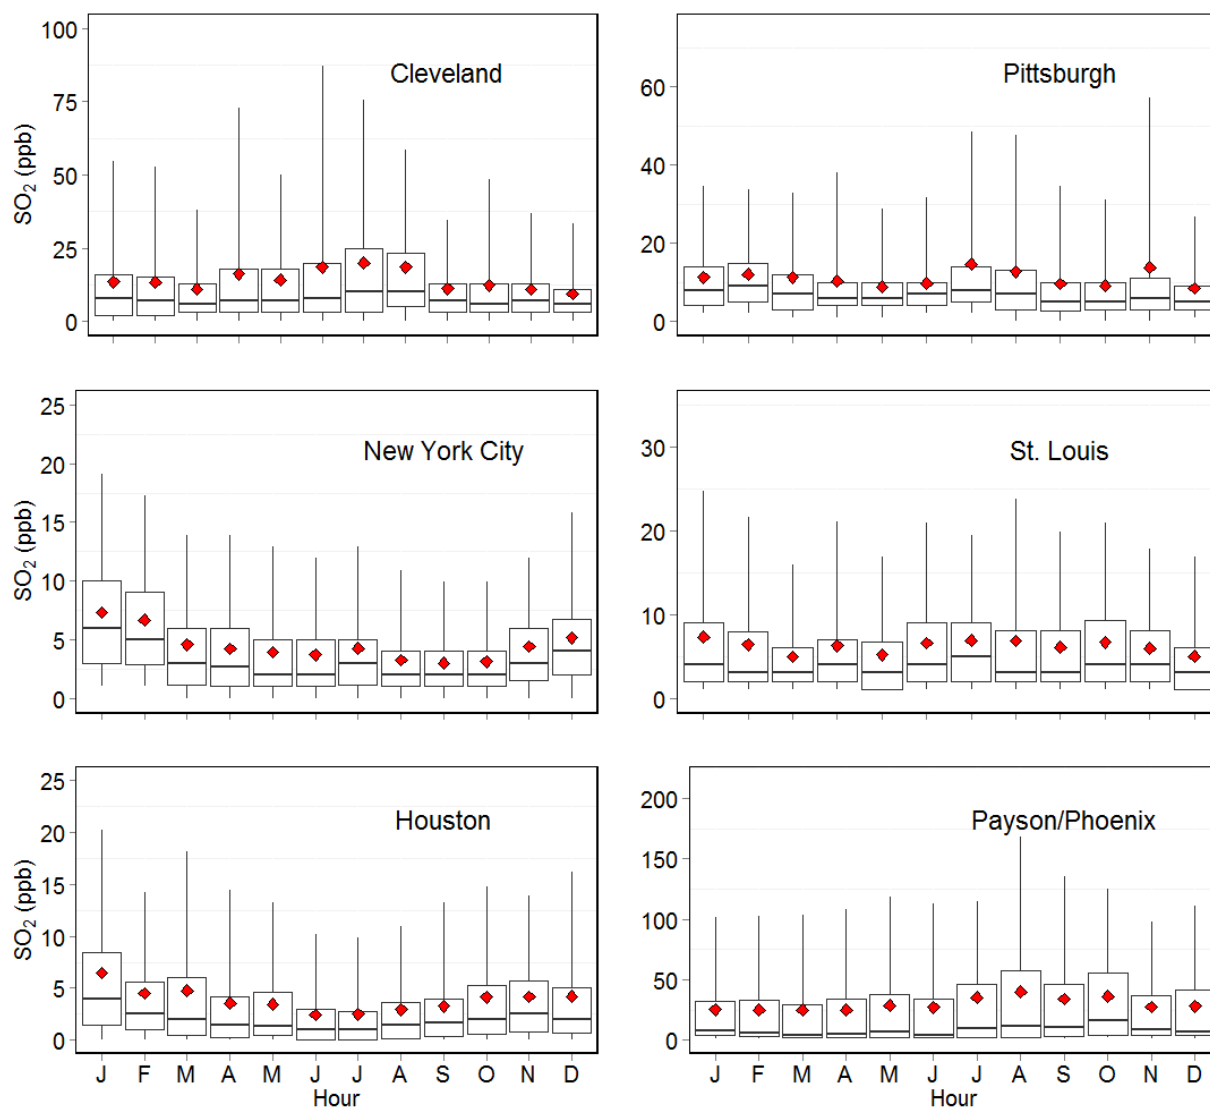 Cleveland
SO2 (ppb)
100
75
50
25
0
Pittsburgh
60
40
20
0
New York City
SO2 (ppb)
25
20
15
10
5
0
St. Louis
30
20
10
0
Houston
SO2 (ppb)
25
20
15
10
5
0
J F M A M J J A S O N D
Hour
Payson/Phoenix
200
150
100
50
0
J F M A M J J A S O N D
Hour